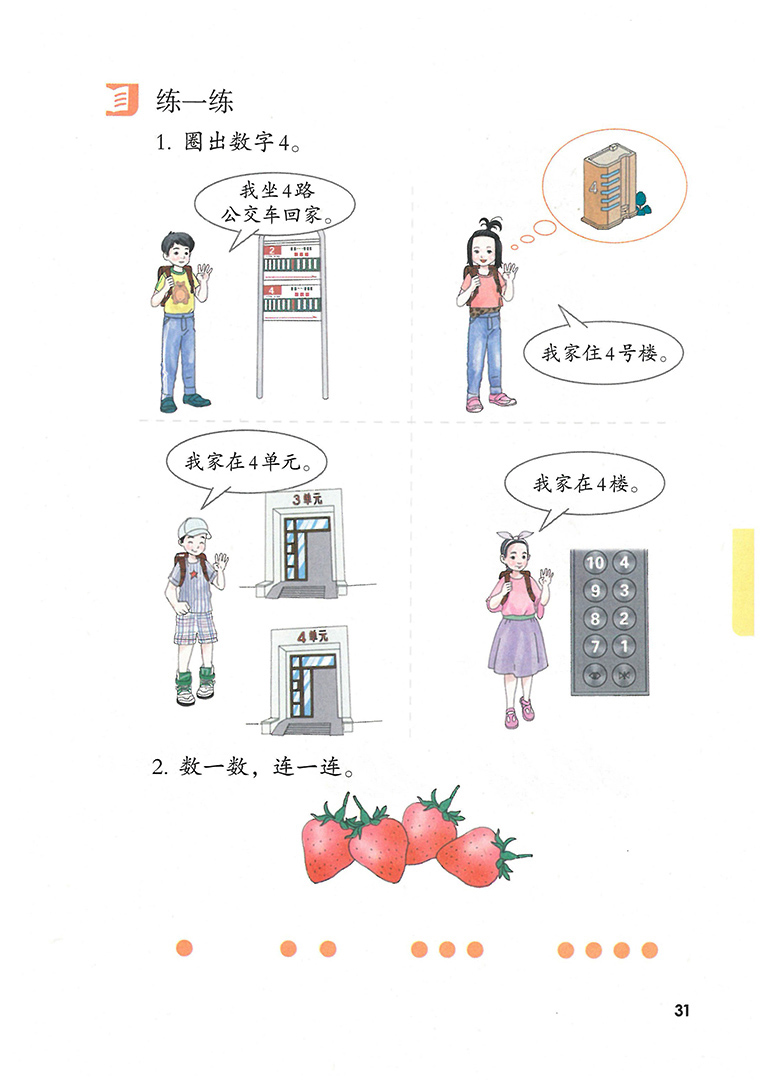 练一练
1. 圈出数字4。
我坐4路
公交车回家。
2
4
4
我家住4号楼。
我家在4单元。
3单元
4单元
我家在4楼。
10 4
9 3
8 2
7 1
2. 数一数，连一连。
31